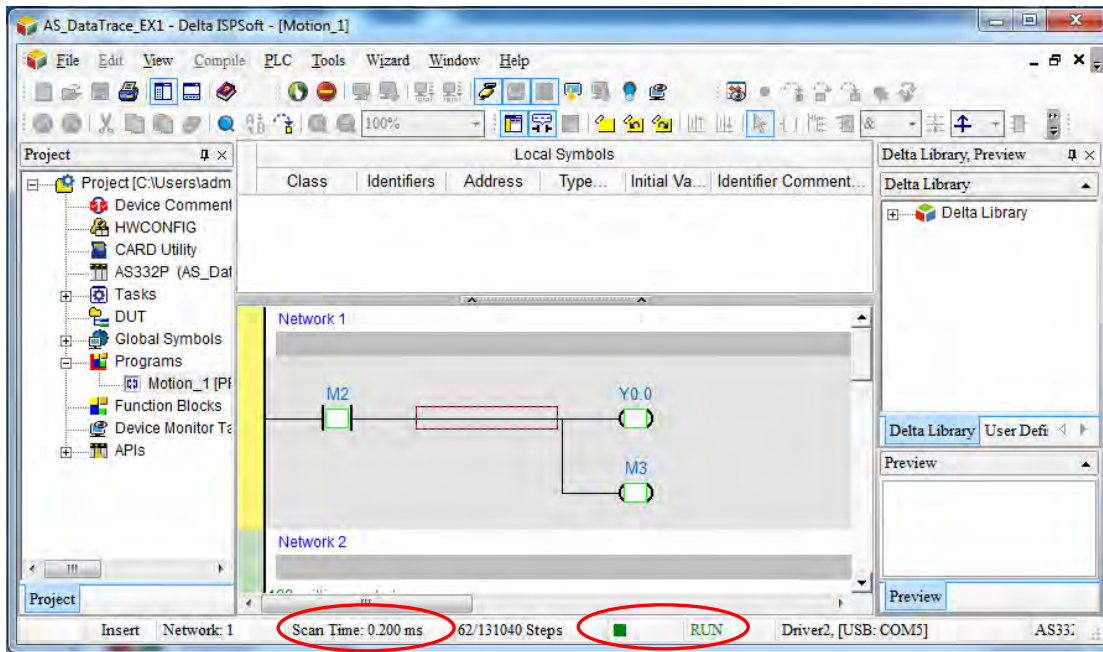 AS_DataTrace_EX1 - Delta ISPSoft - [Motion_1]
File Edit View Compile PLC Tools Wizard Window Help
100%
&
Project
Project [C:\Users\adm
Device Comment
HWCONFIG
CARD Utility
AS332P (AS_Dat
Tasks
DUT
Global Symbols
Programs
Motion_1 [PR
Function Blocks
Device Monitor Ta
APIs
Project
Local Symbols
Class Identifiers Address Type... Initial Va... Identifier Comment...
Network 1
M2 Y0.0
M3
Network 2
Delta Library, Preview
Delta Library
Delta Library
Delta Library User Defi
Preview
Preview
Insert Network: 1 Scan Time: 0.200 ms 62/131040 Steps RUN Driver2, [USB: COM5] AS332